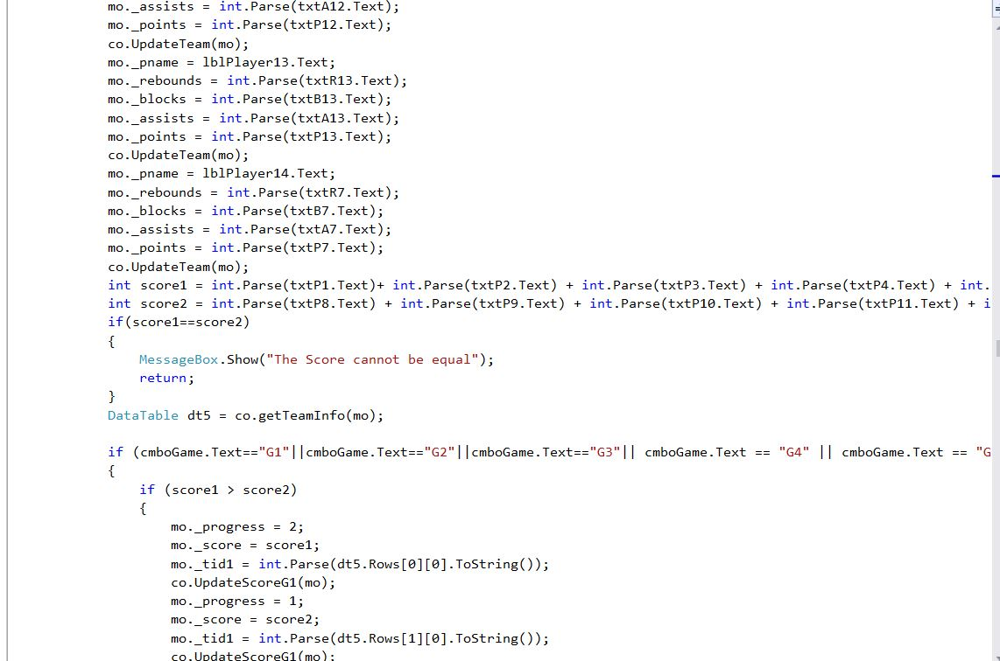 mo._assists = int.Parse(txtA12.Text);
mo._points = int.Parse(txtP12.Text);
co.UpdateTeam(mo);
mo._pname = lblPlayer13.Text;
mo._rebounds = int.Parse(txtR13.Text);
mo._blocks = int.Parse(txtB13.Text);
mo._assists = int.Parse(txtA13.Text);
mo._points = int.Parse(txtP13.Text);
co.UpdateTeam(mo);
mo._pname = lblPlayer14.Text;
mo._rebounds = int.Parse(txtR7.Text);
mo._blocks = int.Parse(txtB7.Text);
mo._assists = int.Parse(txtA7.Text);
mo._points = int.Parse(txtP7.Text);
co.UpdateTeam(mo);
int score1 = int.Parse(txtP1.Text)+ int.Parse(txtP2.Text) + int.Parse(txtP3.Text) + int.Parse(txtP4.Text) + int.
int score2 = int.Parse(txtP8.Text) + int.Parse(txtP9.Text) + int.Parse(txtP10.Text) + int.Parse(txtP11.Text) + i
if(score1==score2)
{
MessageBox.Show("The Score cannot be equal");
return;
}
DataTable dt5 = co.getTeamInfo(mo);
if (cmboGame.Text=="G1"||cmboGame.Text=="G2"||cmboGame.Text=="G3"|| cmboGame.Text == "G4" || cmboGame.Text == "G
{
if (score1 > score2)
{
mo._progress = 2;
mo._score = score1;
mo._tid1 = int.Parse(dt5.Rows[0][0].ToString());
co.UpdateScoreG1(mo);
mo._progress = 1;
mo._score = score2;
mo._tid1 = int.Parse(dt5.Rows[1][0].ToString());
co.UpdateScoreG1(mo);